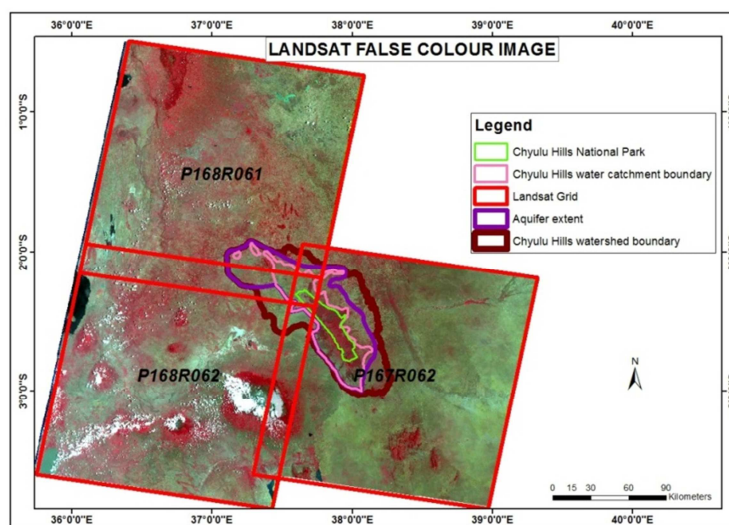 36°0'0"E 37°0'0"E 38°0'0"E 39°0'0"E 40°0'0"E
LANDSAT FALSE COLOUR IMAGE
1°0'0"S
2°0'0"S
3°0'0"S
P168R061
P168R062
P167R062
Legend
Chyulu Hills National Park
Chyulu Hills water catchment boundary
Landsat Grid
Aquifer extent
Chyulu Hills watershed boundary
N
0 15 30 60 90
Kilometers
36°0'0"E 37°0'0"E 38°0'0"E 39°0'0"E 40°0'0"E